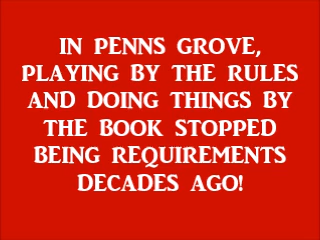 IN PENNS GROVE,
PLAYING BY THE RULES
AND DOING THINGS BY
THE BOOK STOPPED
BEING REQUIREMENTS
DECADES AGO!